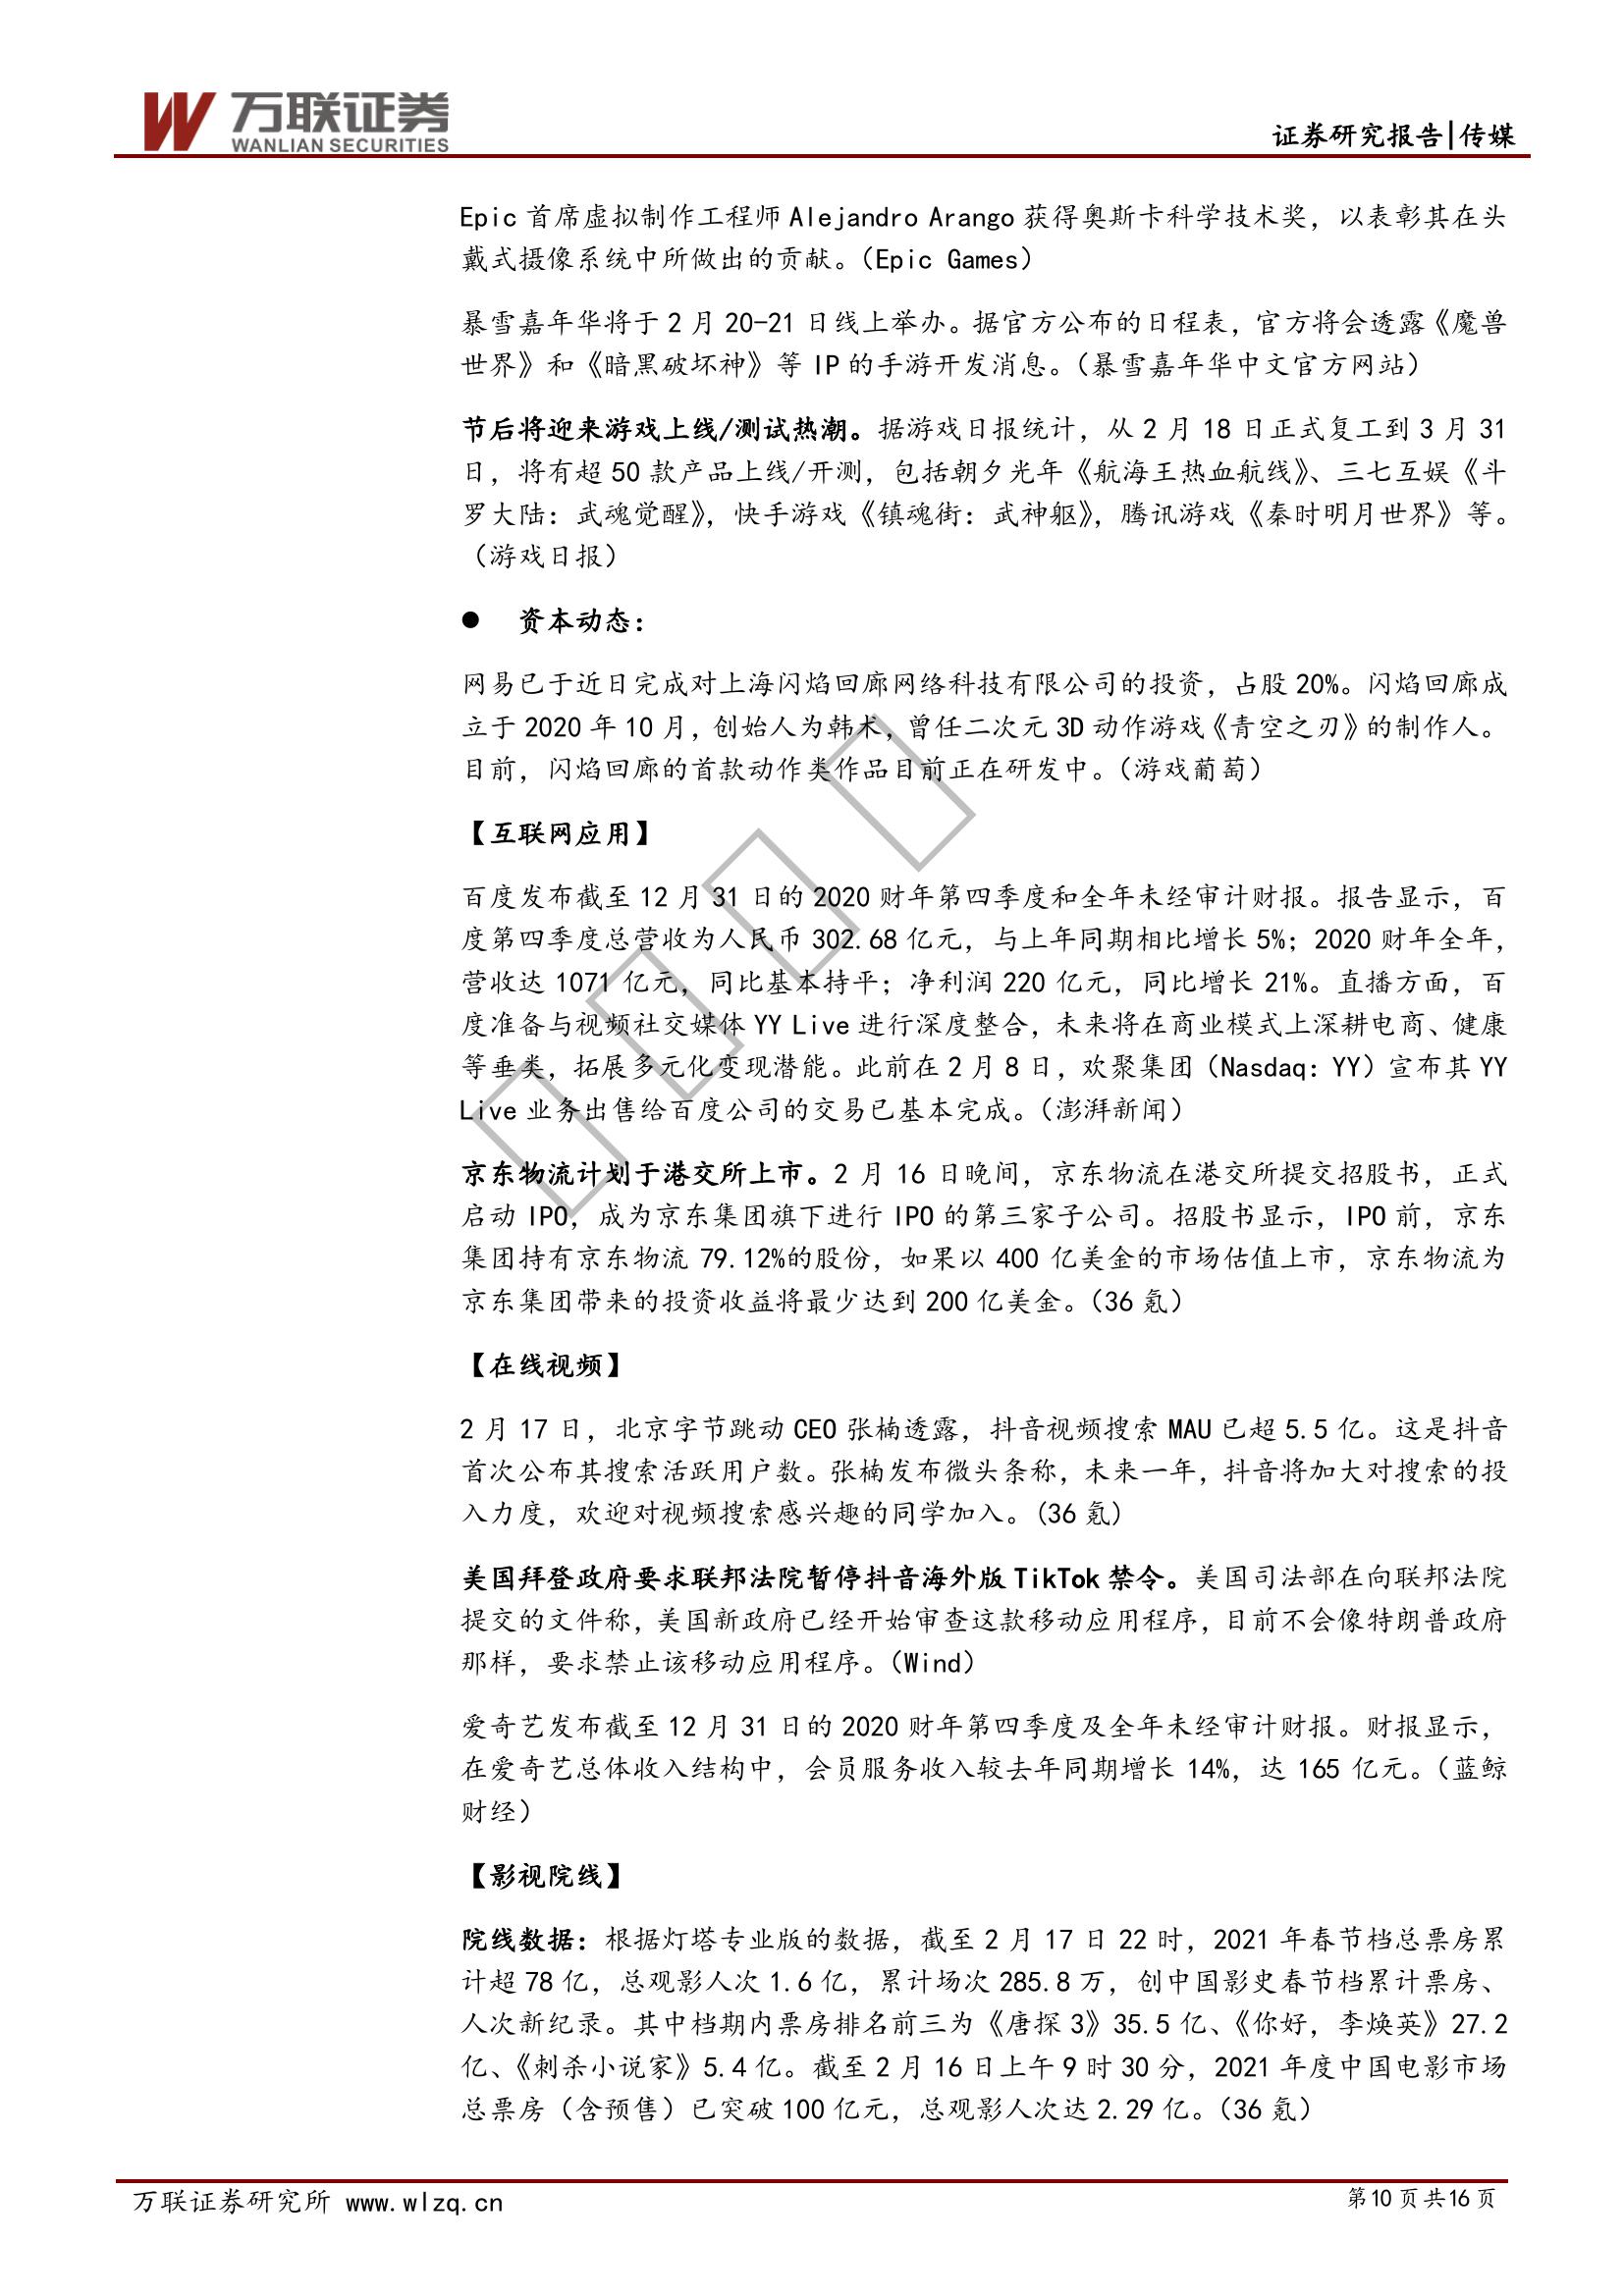 万联证券
WANLIAN SECURITIES
证券研究报告|传媒
Epic 首席虚拟制作工程师 Alejandro Arango 获得奥斯卡科学技术奖，以表彰其在头
戴式摄像系统中所做出的贡献。（Epic Games）
暴雪嘉年华将于 2 月 20-21 日线上举办。据官方公布的日程表，官方将会透露《魔兽
世界》和《暗黑破坏神》等 IP 的手游开发消息。（暴雪嘉年华中文官方网站）
节后将迎来游戏上线/测试热潮。据游戏日报统计，从 2 月 18 日正式复工到 3 月 31
日，将有超 50 款产品上线/开测，包括朝夕光年《航海王热血航线》、三七互娱《斗
罗大陆：武魂觉醒》，快手游戏《镇魂街：武神躯》，腾讯游戏《秦时明月世界》等。
（游戏日报）
● 资本动态：
网易已于近日完成对上海闪焰回廊网络科技有限公司的投资，占股 20%。闪焰回廊成
立于 2020 年 10 月，创始人为韩术，曾任二次元 3D 动作游戏《青空之刃》的制作人。
目前，闪焰回廊的首款动作类作品目前正在研发中。（游戏葡萄）
【互联网应用】
百度发布截至 12 月 31 日的 2020 财年第四季度和全年未经审计财报。报告显示，百
度第四季度总营收为人民币 302.68 亿元，与上年同期相比增长 5%；2020 财年全年，
营收达 1071 亿元，同比基本持平；净利润 220 亿元，同比增长 21%。直播方面，百
度准备与视频社交媒体 YY Live 进行深度整合，未来将在商业模式上深耕电商、健康
等垂类，拓展多元化变现潜能。此前在 2 月 8 日，欢聚集团（Nasdaq：YY）宣布其 YY
Live 业务出售给百度公司的交易已基本完成。（澎湃新闻）
京东物流计划于港交所上市。2 月 16 日晚间，京东物流在港交所提交招股书，正式
启动 IPO，成为京东集团旗下进行 IPO 的第三家子公司。招股书显示，IPO 前，京东
集团持有京东物流 79.12%的股份，如果以 400 亿美金的市场估值上市，京东物流为
京东集团带来的投资收益将最少达到 200 亿美金。（36 氪）
【在线视频】
2 月 17 日，北京字节跳动 CEO 张楠透露，抖音视频搜索 MAU 已超 5.5 亿。这是抖音
首次公布其搜索活跃用户数。张楠发布微头条称，未来一年，抖音将加大对搜索的投
入力度，欢迎对视频搜索感兴趣的同学加入。(36 氪)
美国拜登政府要求联邦法院暂停抖音海外版 TikTok 禁令。美国司法部在向联邦法院
提交的文件称，美国新政府已经开始审查这款移动应用程序，目前不会像特朗普政府
那样，要求禁止该移动应用程序。（Wind）
爱奇艺发布截至 12 月 31 日的 2020 财年第四季度及全年未经审计财报。财报显示，
在爱奇艺总体收入结构中，会员服务收入较去年同期增长 14%，达 165 亿元。（蓝鲸
财经）
【影视院线】
院线数据：根据灯塔专业版的数据，截至 2 月 17 日 22 时，2021 年春节档总票房累
计超 78 亿，总观影人次 1.6 亿，累计场次 285.8 万，创中国影史春节档累计票房、
人次新纪录。其中档期内票房排名前三为《唐探 3》35.5 亿、《你好，李焕英》27.2
亿、《刺杀小说家》5.4 亿。截至 2 月 16 日上午 9 时 30 分，2021 年度中国电影市场
总票房（含预售）已突破 100 亿元，总观影人次达 2.29 亿。（36 氪）
万联证券研究所 www.wlzq.cn
第10 页 共16 页